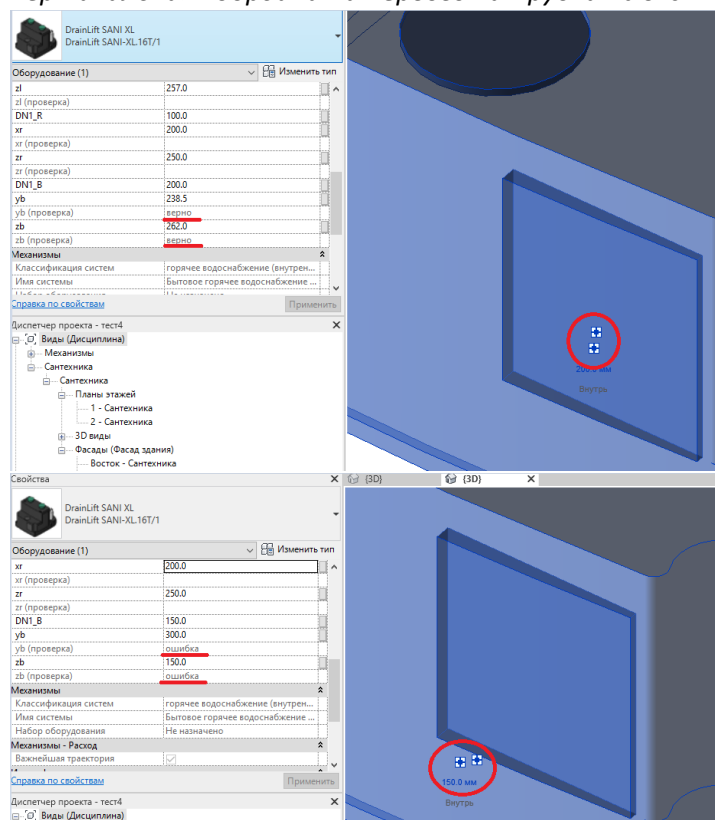 DrainLift SANI XL
DrainLift SANI-XL.16T/1
Оборудование (1)
Изменить тип
zl 257.0
zl (проверка)
DN1_R 100.0
xr 200.0
xr (проверка)
zr 250.0
zr (проверка)
DN1_B 200.0
yb 238.5
yb (проверка) верно
zb 262.0
zb (проверка) верно
Механизмы
Классификация систем горячее водоснабжение (внутрен...
Имя системы Бытовое горячее водоснабжение ...
Справка по свойствам
Применить
Диспетчер проекта - тест4
Виды (Дисциплина)
Механизмы
Сантехника
Сантехника
Планы этажей
1 - Сантехника
2 - Сантехника
3D виды
Фасады (Фасад здания)
Восток - Сантехника
200.0 мм
Внутрь
Свойства
{3D}
{3D}
DrainLift SANI XL
DrainLift SANI-XL.16T/1
Оборудование (1)
Изменить тип
xr 200.0
xr (проверка)
zr 250.0
zr (проверка)
DN1_B 150.0
yb 300.0
yb (проверка) ошибка
zb 150.0
zb (проверка) ошибка
Механизмы
Классификация систем горячее водоснабжение (внутрен...
Имя системы Бытовое горячее водоснабжение ...
Набор оборудования Не назначено
Механизмы - Расход
Важнейшая траектория
Справка по свойствам
Применить
Диспетчер проекта - тест4
Виды (Дисциплина)
150.0 мм
Внутрь